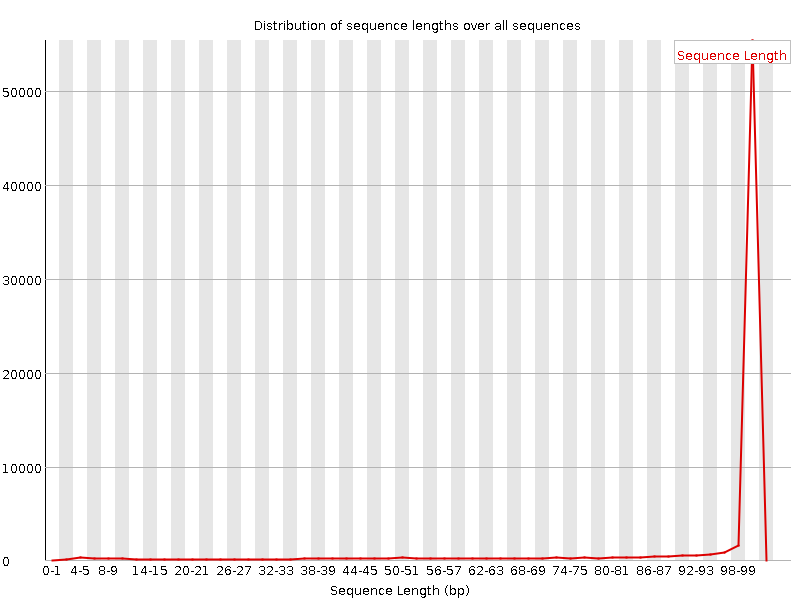 Distribution of sequence lengths over all sequences
Sequence Length
50000
40000
30000
20000
10000
0
0-1 4-5 8-9 14-15 20-21 26-27 32-33 38-39 44-45 50-51 56-57 62-63 68-69 74-75 80-81 86-87 92-93 98-99
Sequence Length (bp)